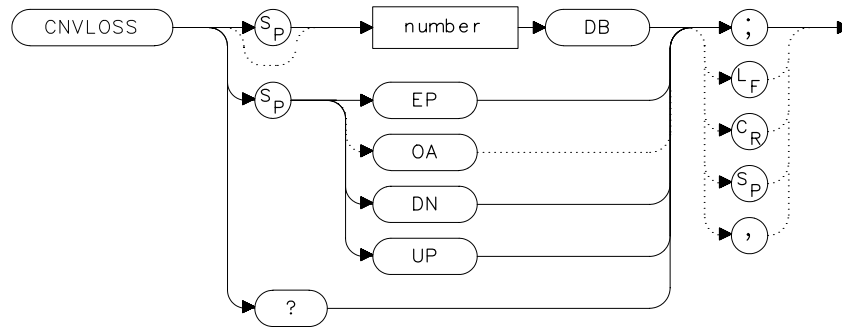 CNVLOSS SP number DB ;
LF
SP EP
OA CR
DN SP
UP ,
?